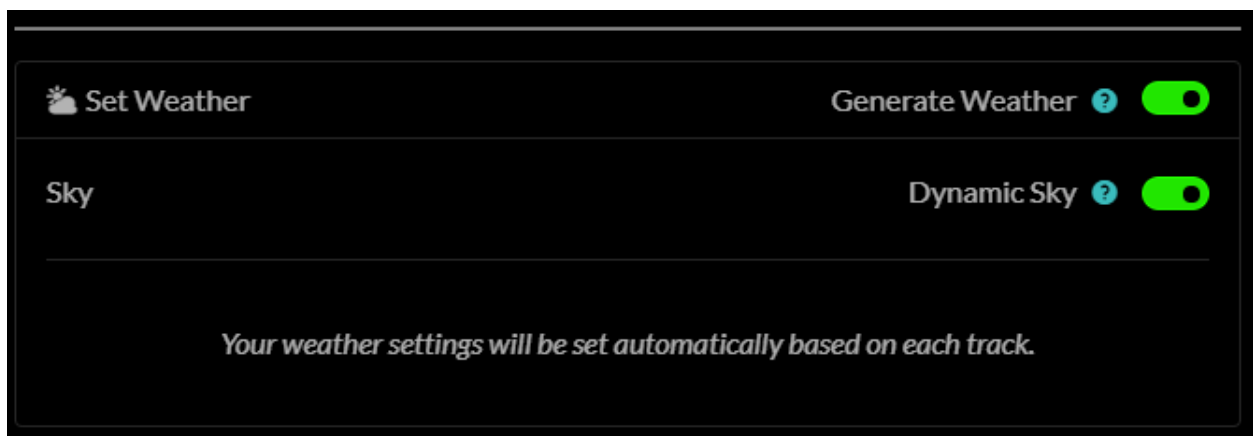 Set Weather
Generate Weather ?
Sky
Dynamic Sky ?
Your weather settings will be set automatically based on each track.